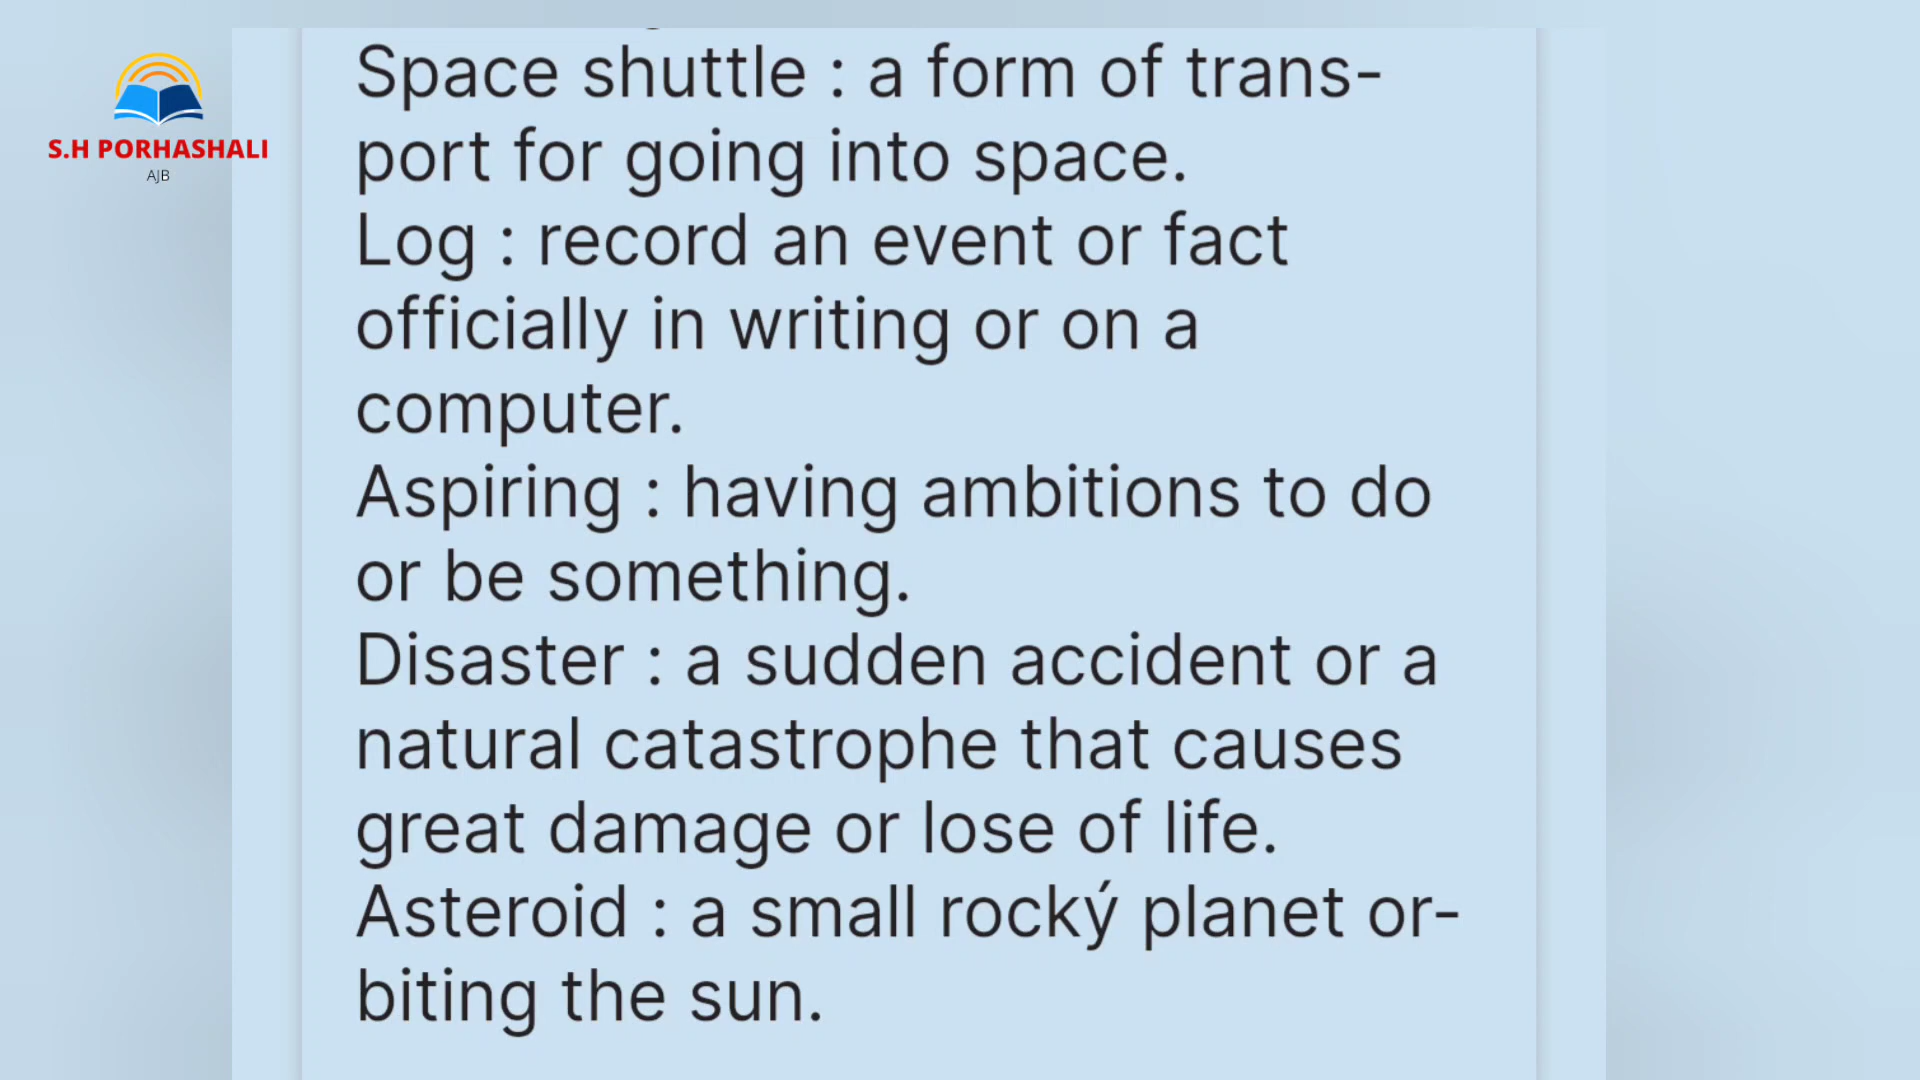 S.H PORHASHALI
AJB
Space shuttle : a form of trans-
port for going into space.
Log : record an event or fact
officially in writing or on a
computer.
Aspiring : having ambitions to do
or be something.
Disaster : a sudden accident or a
natural catastrophe that causes
great damage or lose of life.
Asteroid : a small rocký planet or-
biting the sun.